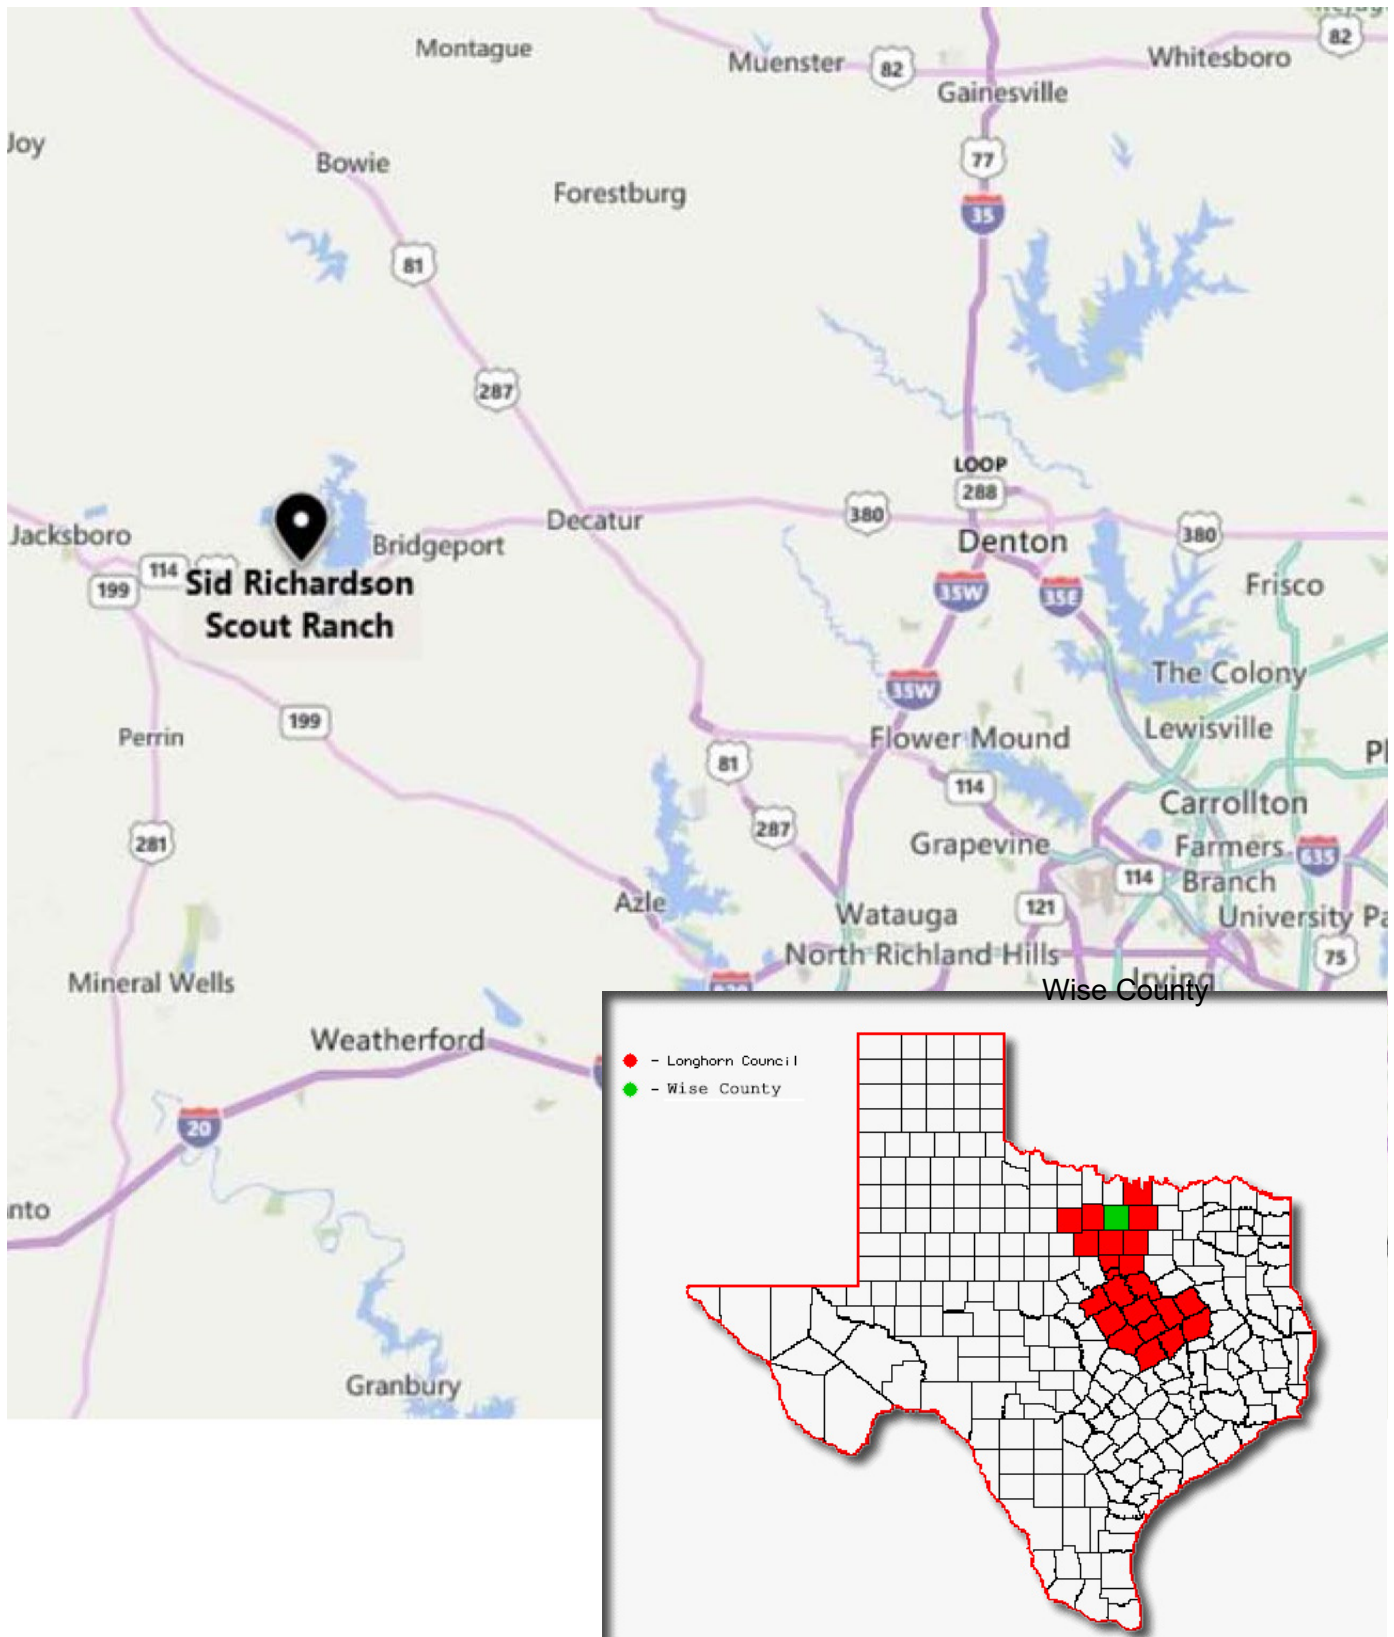 Montague
Muenster
82
Whitesboro
82
Gainesville
Joy
Bowie
77
Forestburg
35
81
287
LOOP
288
Jacksboro
Decatur
380
380
Bridgeport
Denton
114
199
Sid Richardson
Scout Ranch
35W
35E
Frisco
The Colony
35W
199
Perrin
Flower Mound
Lewisville
81
114
Carrollton
281
287
Grapevine
Farmers
Branch
635
114
Azle
121
Watauga
University Pa
North Richland Hills
75
Mineral Wells
Irving
Wise County
Weatherford
20
nto
Granbury
- Longhorn Council
- Wise County